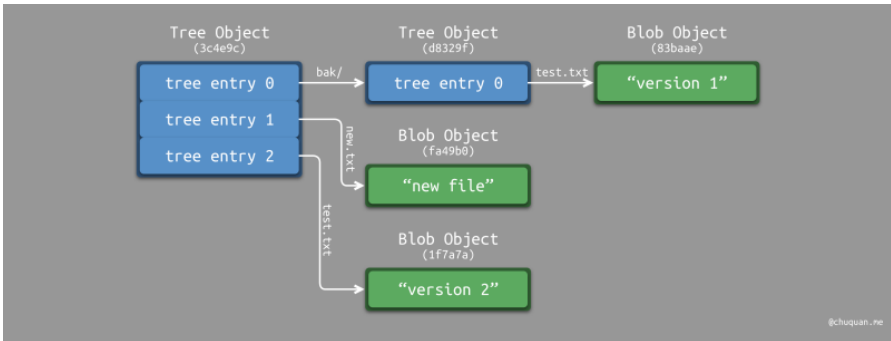 Tree Object
(3c4e9c)
tree entry 0
tree entry 1
tree entry 2
bak/
new.txt
test.txt
Tree Object
(d8329f)
tree entry 0
test.txt
Blob Object
(83baae)
“version 1”
Blob Object
(fa49b0)
“new file”
Blob Object
(1f7a7a)
“version 2”
@chuquan.me